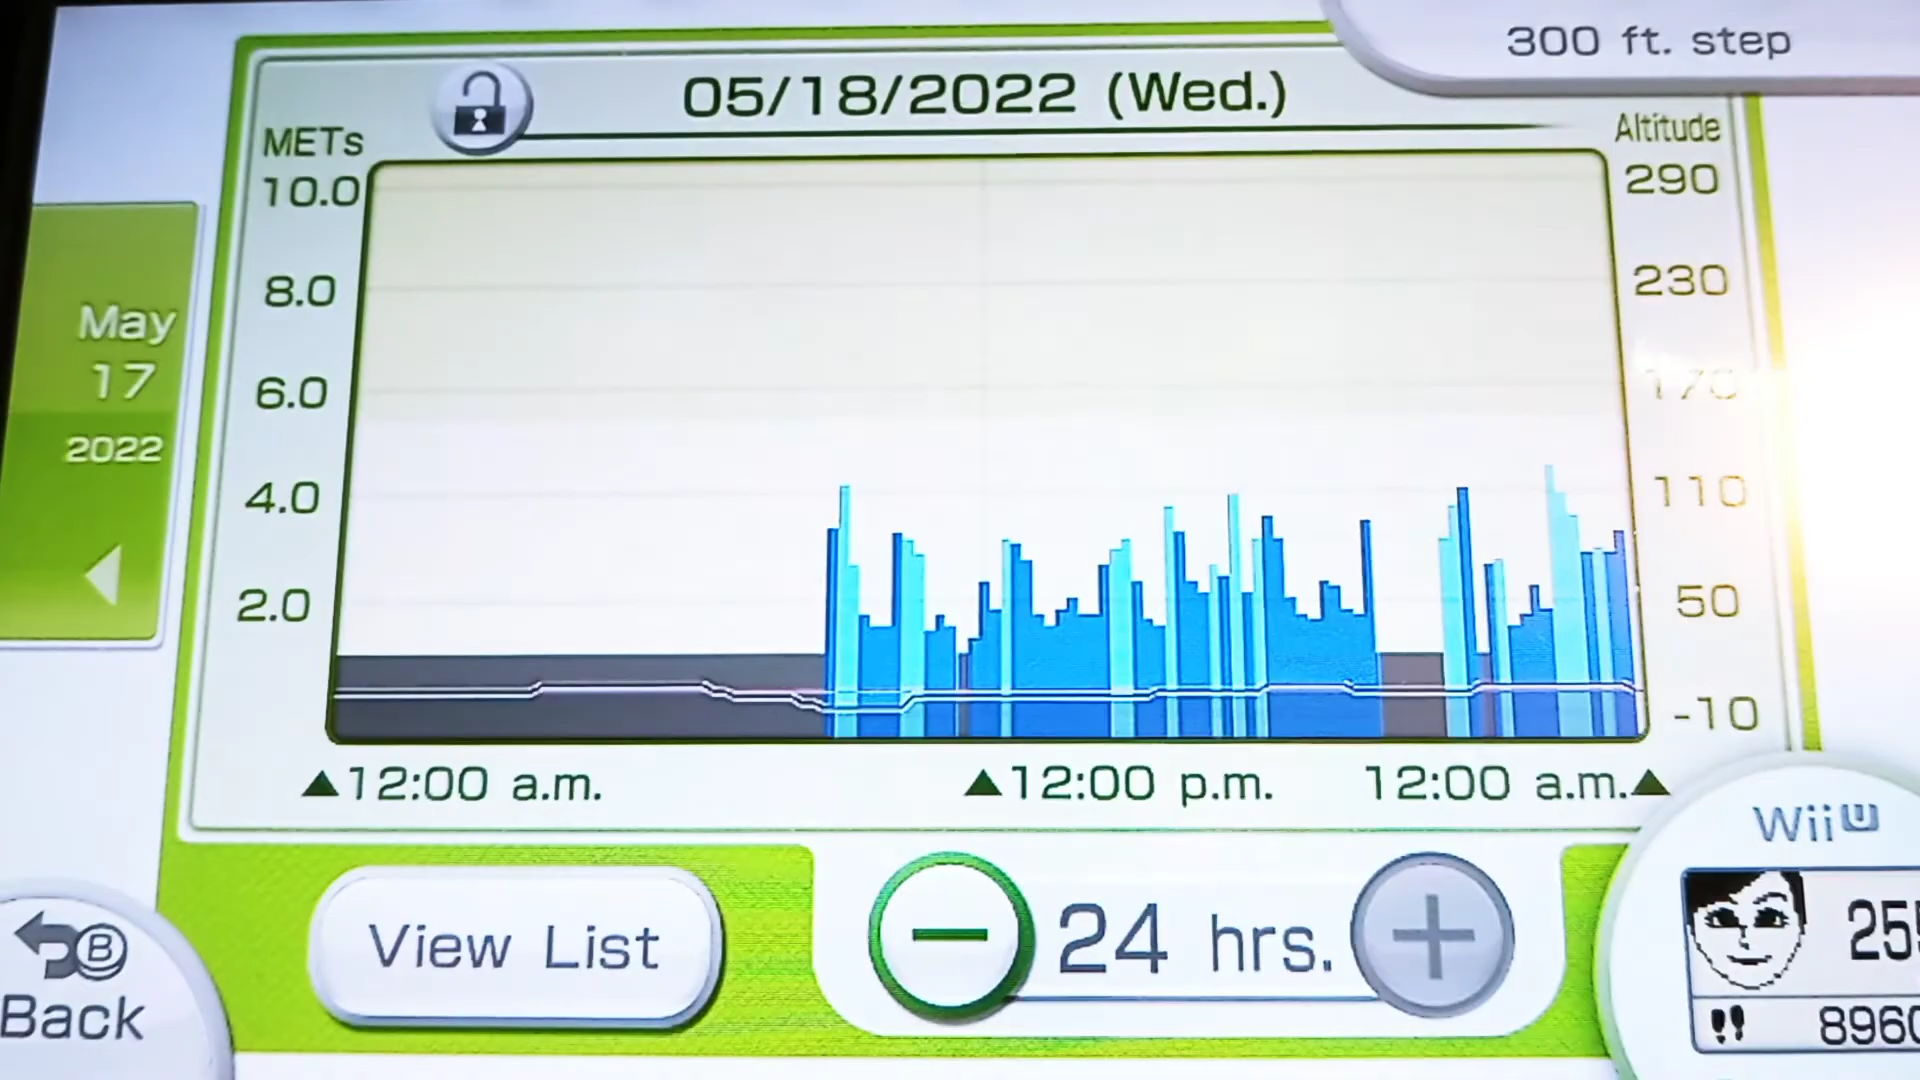 300 ft. step
05/18/2022 (Wed.)
METs
Altitude
10.0
290
8.0
230
May
17
2022
6.0
170
4.0
110
2.0
50
-10
▲12:00 a.m.
▲12:00 p.m.
12:00 a.m.▲
Wii U
View List
24 hrs.
B
Back
8960